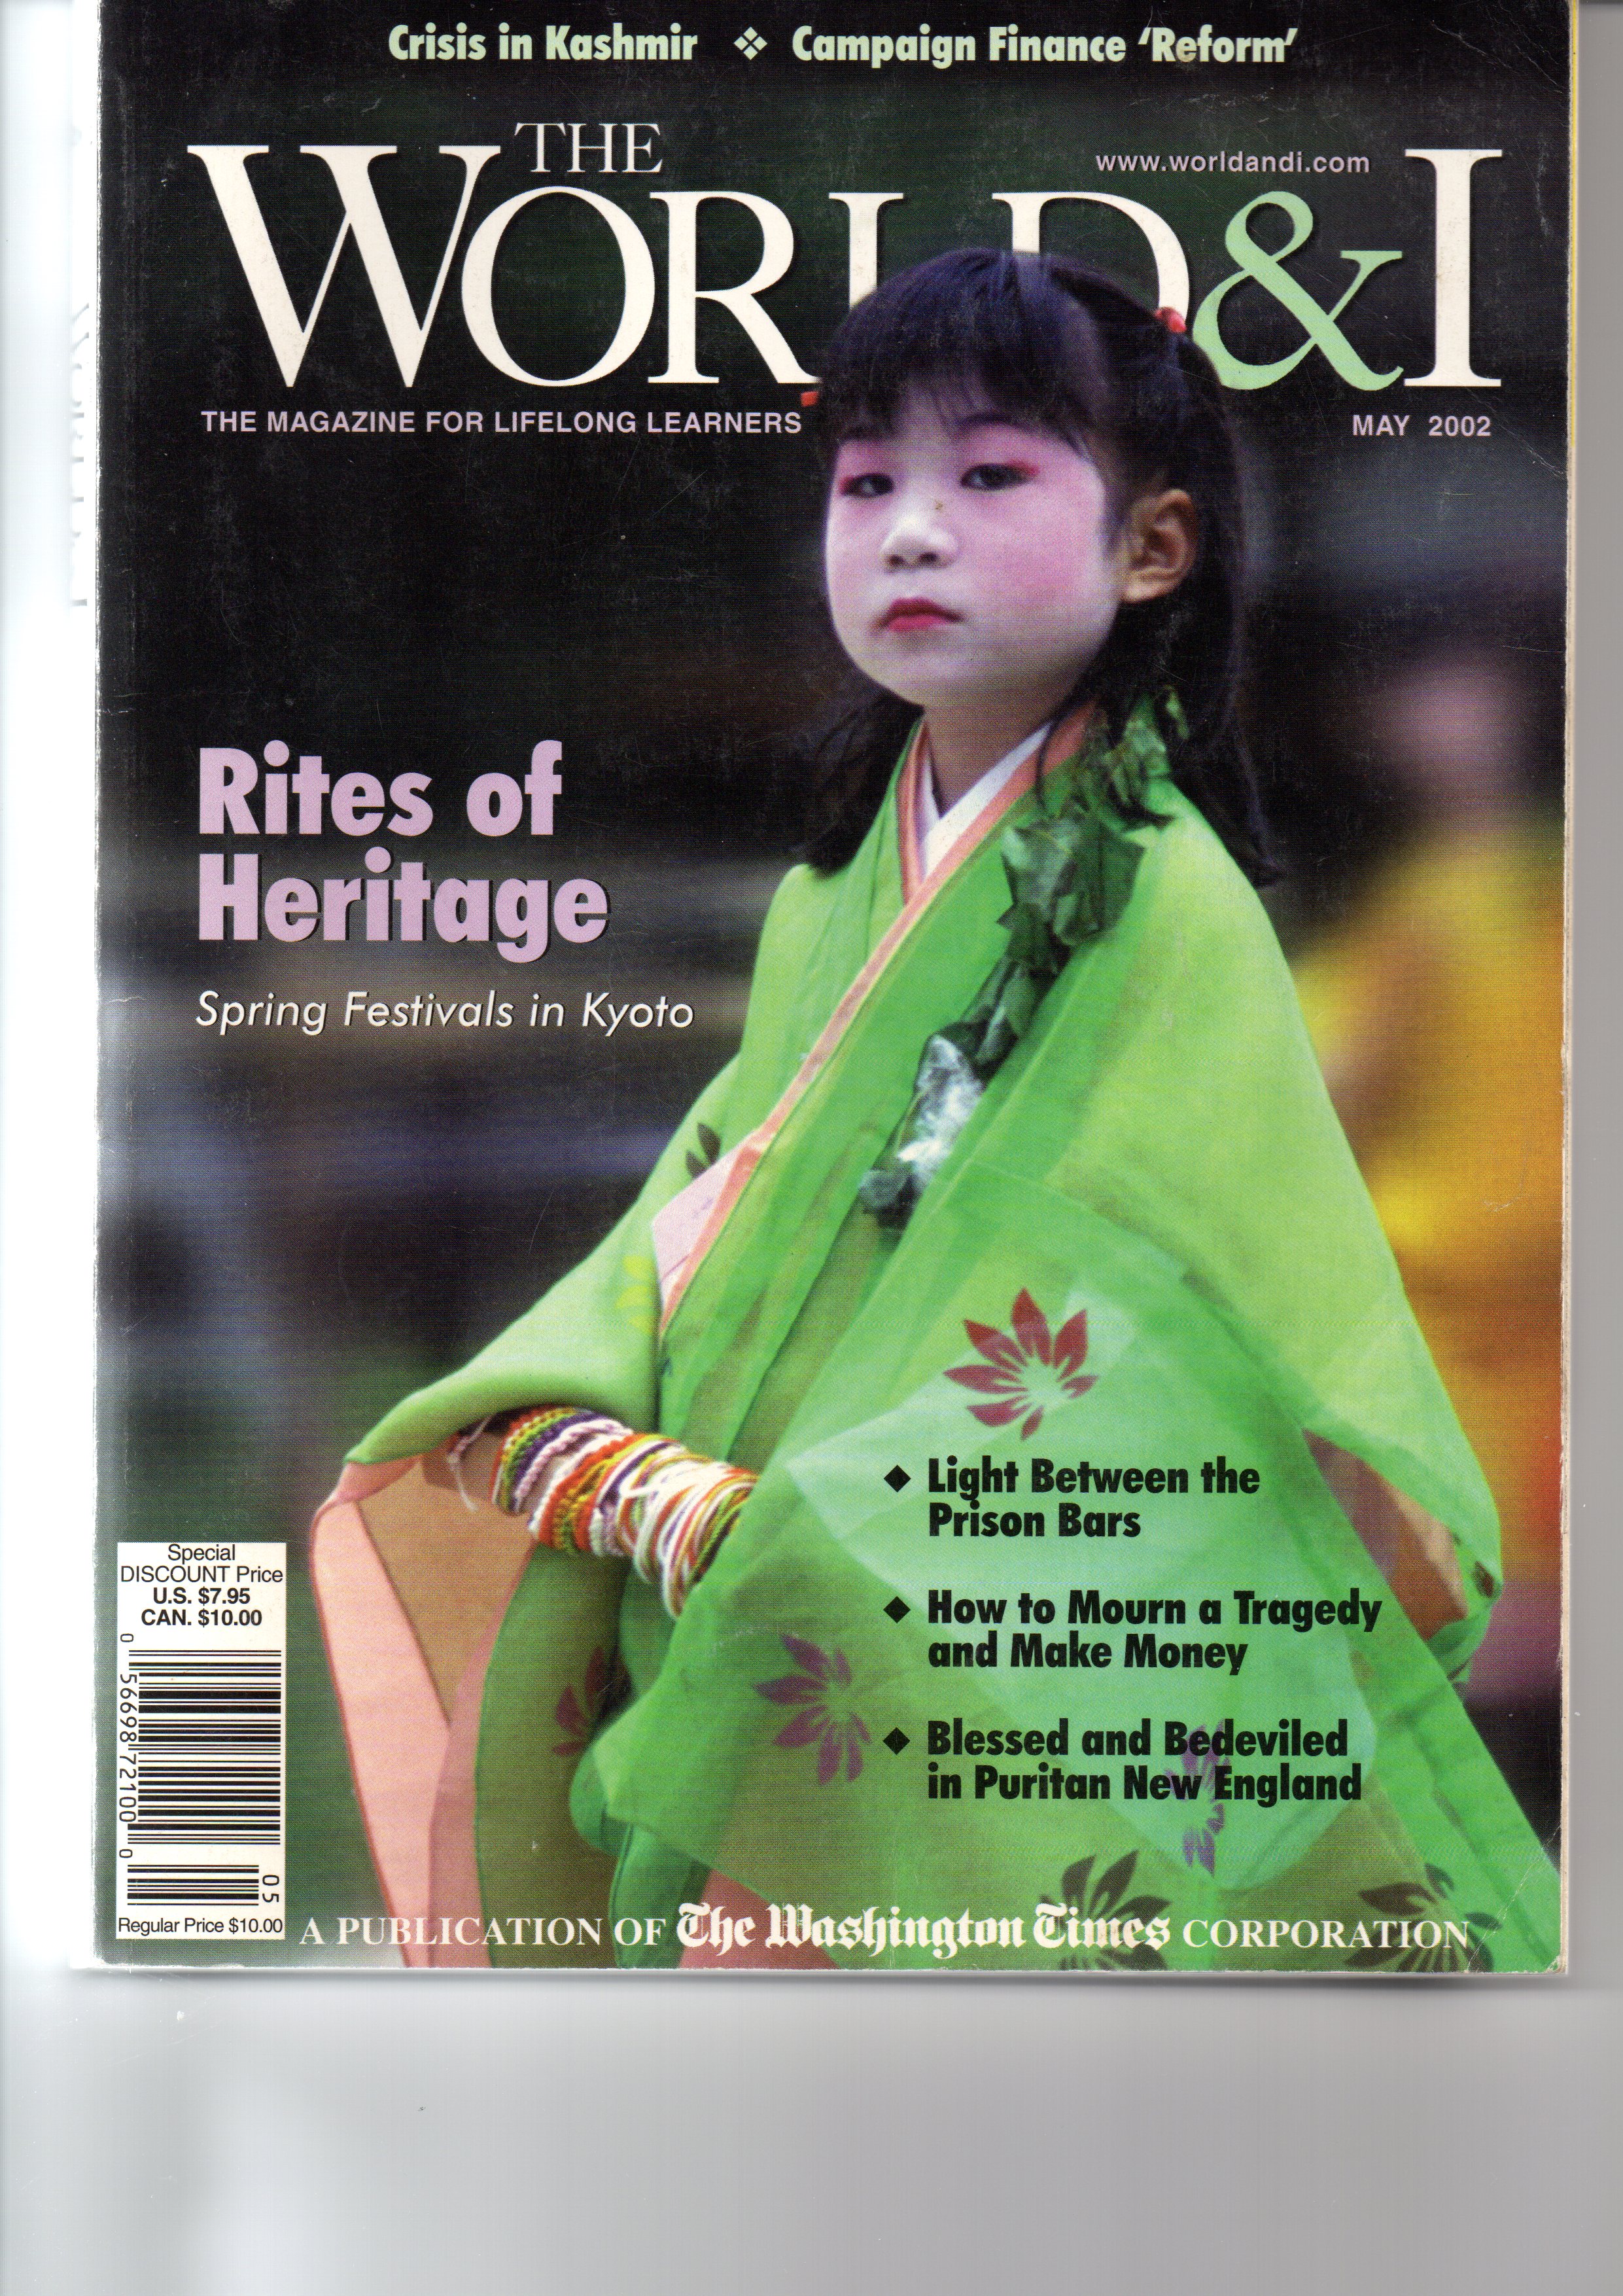 Crisis in Kashmir ❖ Campaign Finance ‘Reform’
THE
www.worldandi.com
WORLD&I
THE MAGAZINE FOR LIFELONG LEARNERS
MAY 2002
Rites of
Heritage
Spring Festivals in Kyoto
◆ Light Between the
Prison Bars
◆ How to Mourn a Tragedy
and Make Money
◆ Blessed and Bedeviled
in Puritan New England
Special
DISCOUNT Price
U.S. $7.95
CAN. $10.00
0 56698 72100 0
05
Regular Price $10.00
A PUBLICATION OF The Washington Times CORPORATION